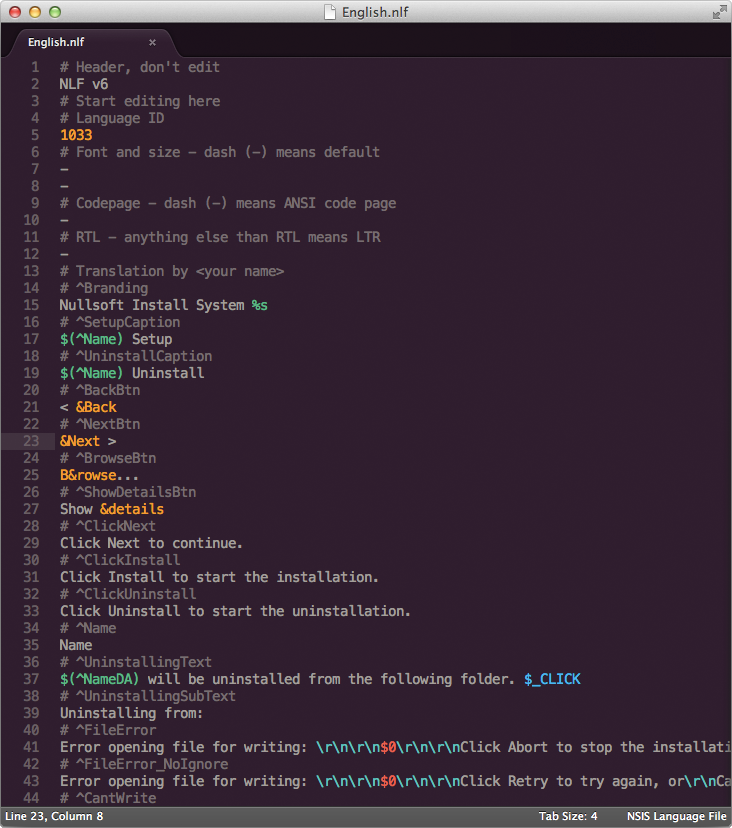 English.nlf
English.nlf ×
1 # Header, don't edit
2 NLF v6
3 # Start editing here
4 # Language ID
5 1033
6 # Font and size - dash (-) means default
7 -
8 -
9 # Codepage - dash (-) means ANSI code page
10 -
11 # RTL - anything else than RTL means LTR
12 -
13 # Translation by <your name>
14 # ^Branding
15 Nullsoft Install System %s
16 # ^SetupCaption
17 $(^Name) Setup
18 # ^UninstallCaption
19 $(^Name) Uninstall
20 # ^BackBtn
21 < &Back
22 # ^NextBtn
23 &Next >
24 # ^BrowseBtn
25 B&rowse...
26 # ^ShowDetailsBtn
27 Show &details
28 # ^ClickNext
29 Click Next to continue.
30 # ^ClickInstall
31 Click Install to start the installation.
32 # ^ClickUninstall
33 Click Uninstall to start the uninstallation.
34 # ^Name
35 Name
36 # ^UninstallingText
37 $(^NameDA) will be uninstalled from the following folder. $_CLICK
38 # ^UninstallingSubText
39 Uninstalling from:
40 # ^FileError
41 Error opening file for writing: \r\n\r\n$0\r\n\r\nClick Abort to stop the installati
42 # ^FileError_NoIgnore
43 Error opening file for writing: \r\n\r\n$0\r\n\r\nClick Retry to try again, or\r\nCa
44 # ^CantWrite
Line 23, Column 8 Tab Size: 4 NSIS Language File